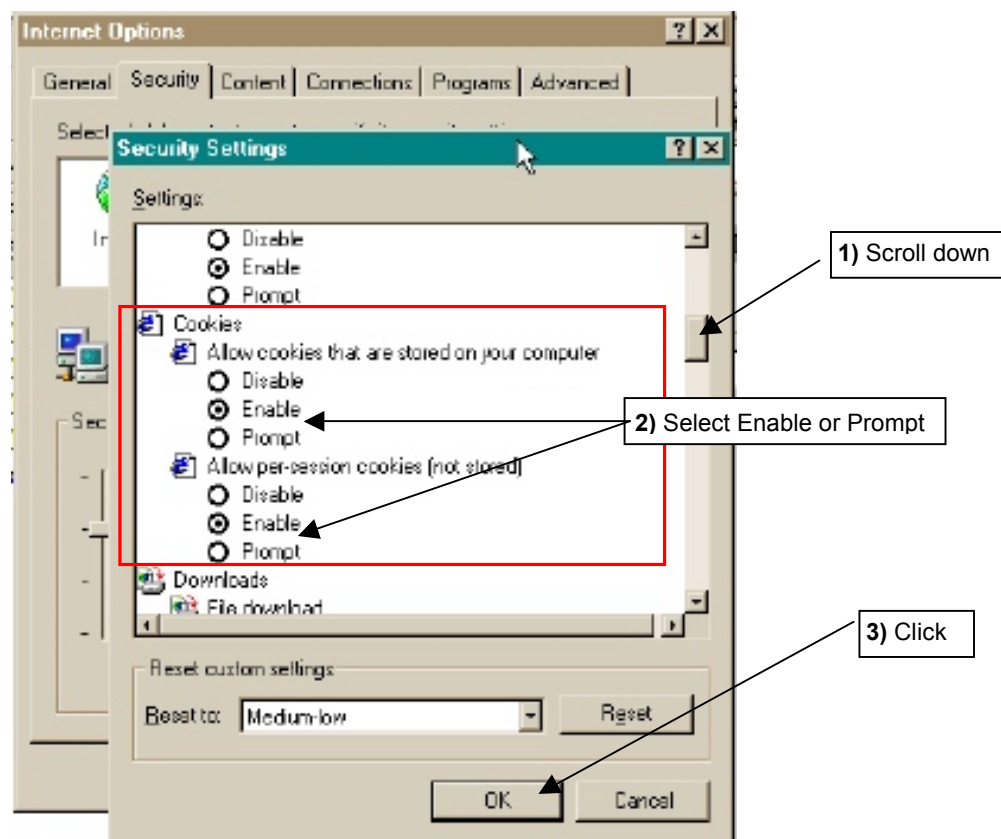 Internet Options
General Security Content Connections Programs Advanced
Select
Security Settings
Settings:
In
Disable
Enable
Prompt
1) Scroll down
Cookies
Allow cookies that are stored on your computer
Disable
Enable
Prompt
2) Select Enable or Prompt
Sec
Allow per-session cookies (not stored)
Disable
Enable
Prompt
Downloads
File download
3) Click
Reset custom settings
Reset to: Medium-low Reset
OK Cancel